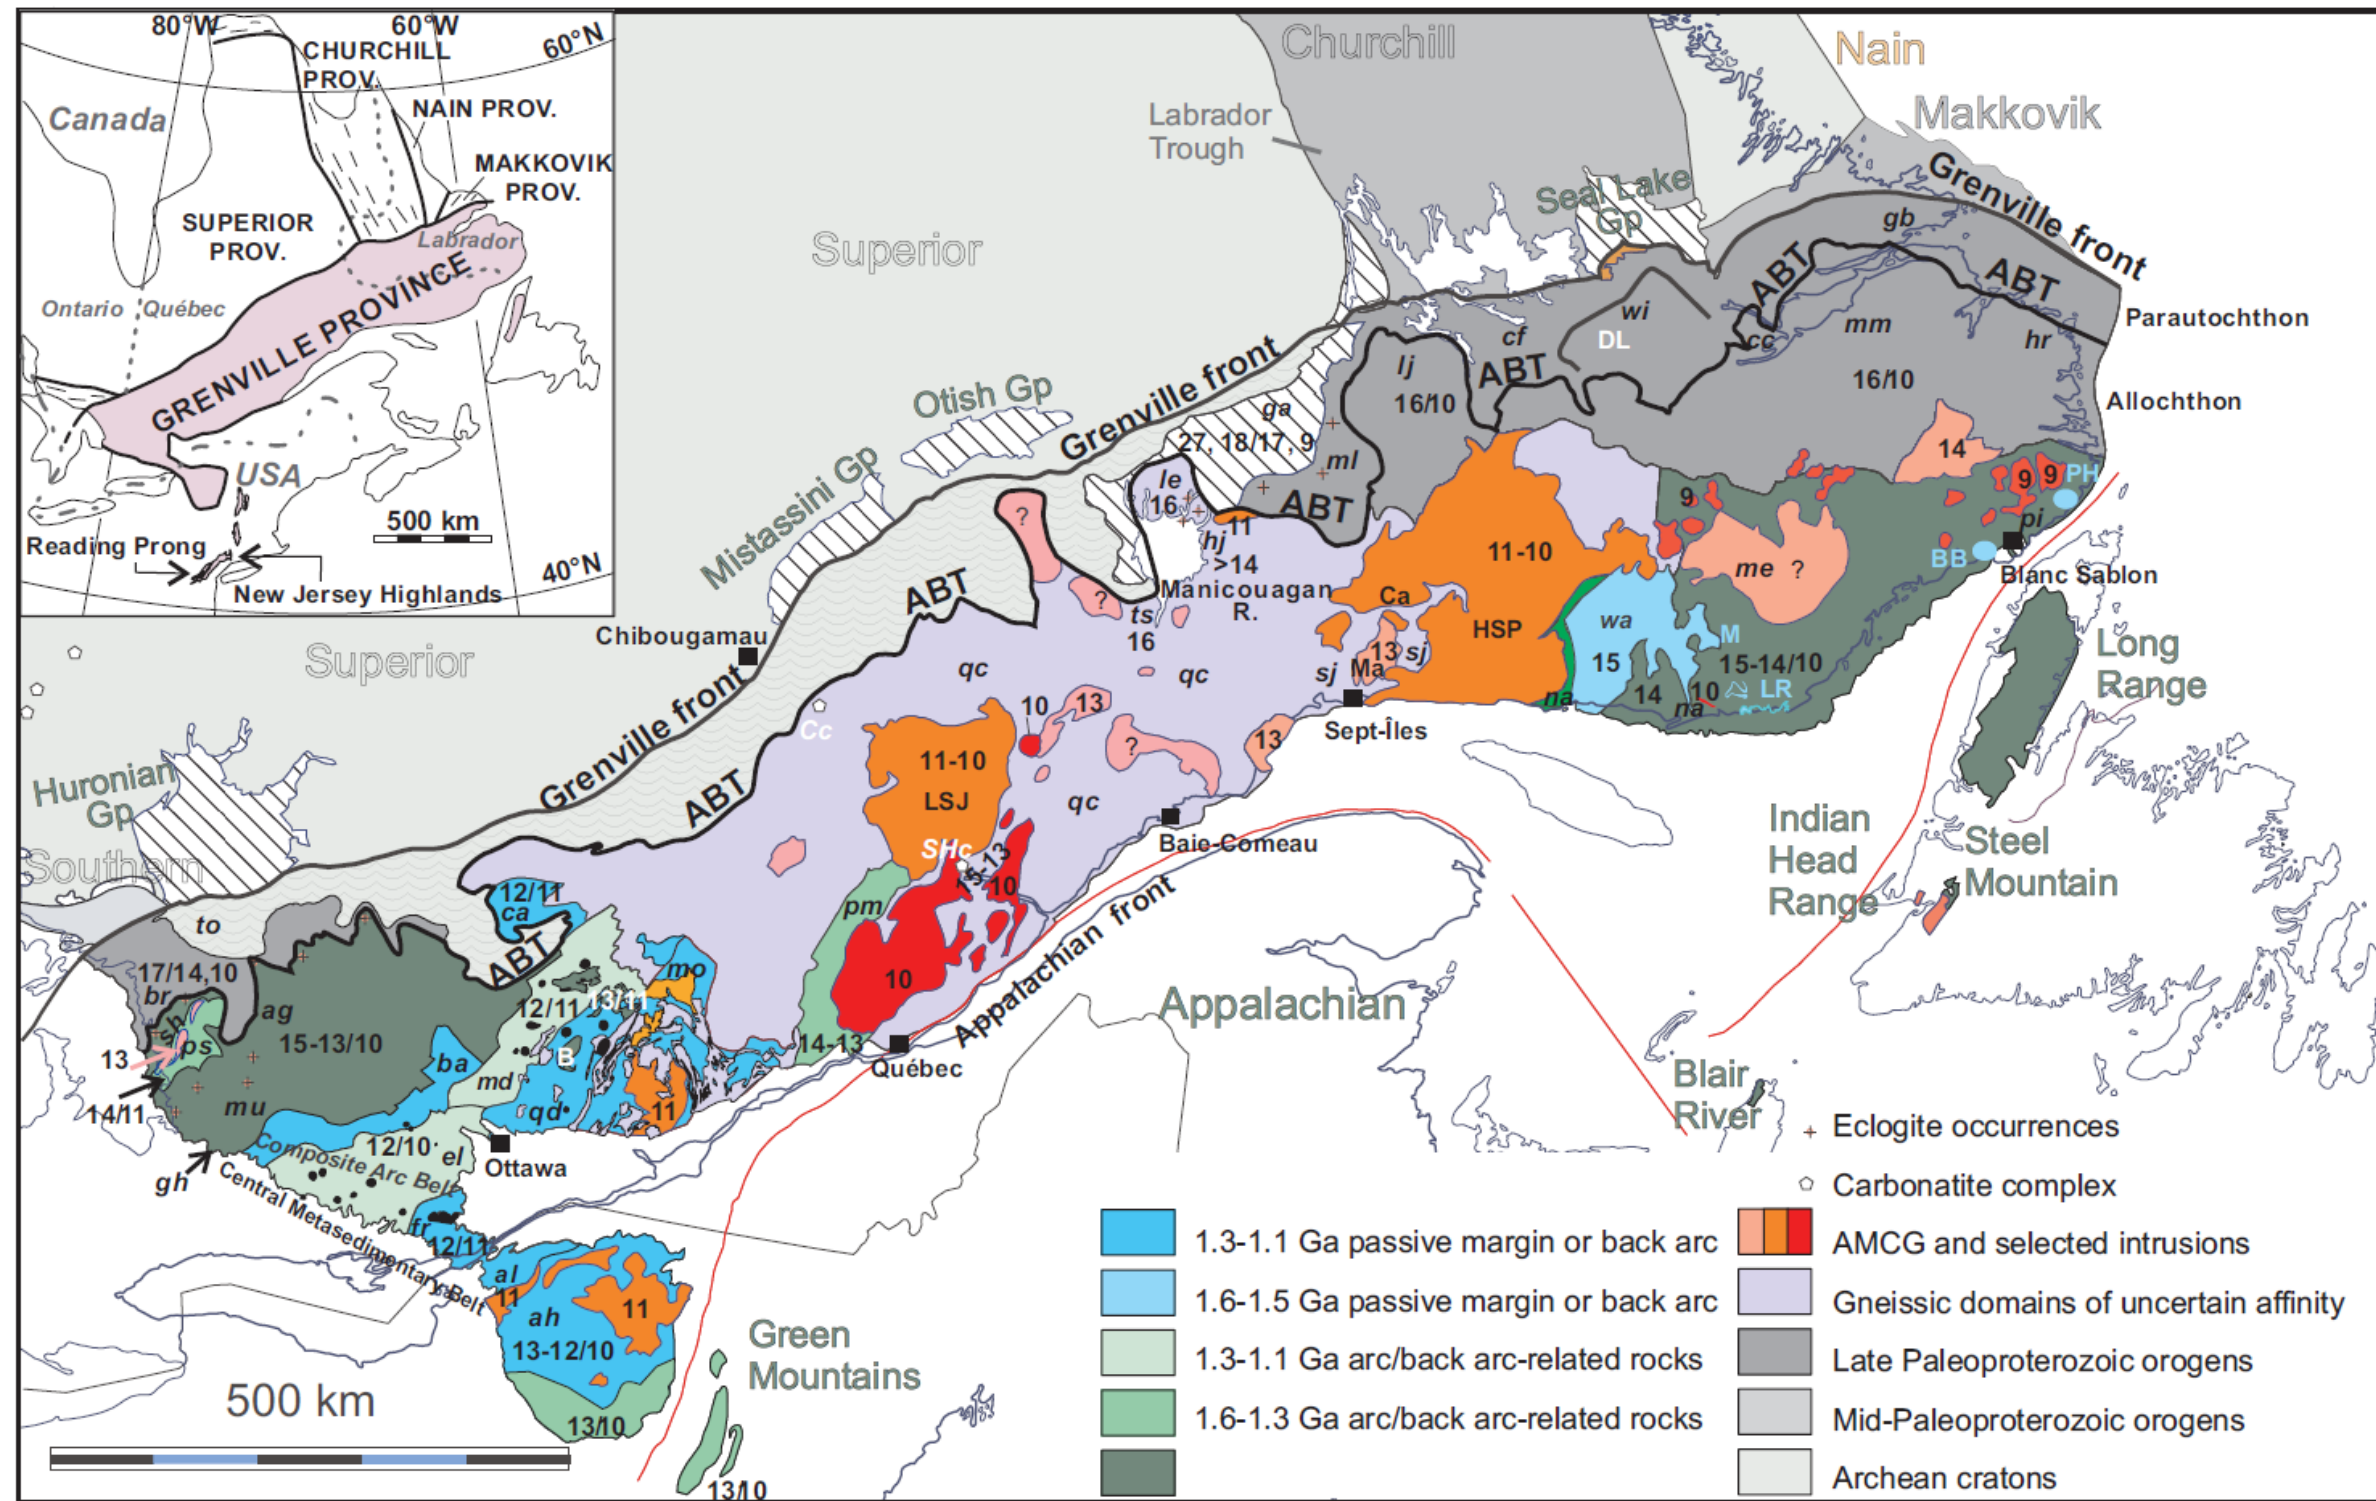 80°W
60°W
60°N
CHURCHILL
PROV.
NAIN PROV.
Canada
MAKKOVIK
PROV.
SUPERIOR
PROV.
Labrador
Ontario
Québec
GRENVILLE PROVINCE
USA
500 km
Reading Prong
40°N
New Jersey Highlands
Churchill
Nain
Labrador
Trough
Makkovik
Superior
Seal Lake
Gp
Grenville front
gb
ABT
ABT
Parautochthon
wi
DL
cf
cc
mm
hr
lj
ABT
16/10
16/10
Allochthon
Otish Gp
Grenville front
ga
27, 18/17, 9
ml
ABT
14
Mistassini Gp
le
16
11
hj
>14
Manicouagan
R.
?
?
ts
16
11-10
9
9
9
PH
pi
BB
Blanc Sablon
me ?
Ca
HSP
wa
15
M
15-14/10
14
10
LR
na
na
13
sj
sj
Ma
Sept-Îles
Long
Range
Superior
Chibougamau
ABT
Grenville front
qc
qc
Cc
10
13
?
13
11-10
LSJ
qc
ABT
Baie-Comeau
SHc
15-13
10
Huronian
Gp
Southern
Indian
Head
Range
Steel
Mountain
12/11
ca
pm
Appalachian front
to
ABT
17/14,10
br
ag
mo
10
12/11
13/11
Appalachian
sh
ps
13
15-13/10
ba
B
14-13
Québec
md
14/11
mu
qd
11
Blair
River
Composite Arc Belt
12/10
el
Ottawa
gh
Central Metasedimentary Belt
fr
12/11
al
11
ah
11
13-12/10
13/10
Green
Mountains
13/10
500 km
Eclogite occurrences
Carbonatite complex
1.3-1.1 Ga passive margin or back arc
AMCG and selected intrusions
1.6-1.5 Ga passive margin or back arc
Gneissic domains of uncertain affinity
1.3-1.1 Ga arc/back arc-related rocks
Late Paleoproterozoic orogens
1.6-1.3 Ga arc/back arc-related rocks
Mid-Paleoproterozoic orogens
Archean cratons